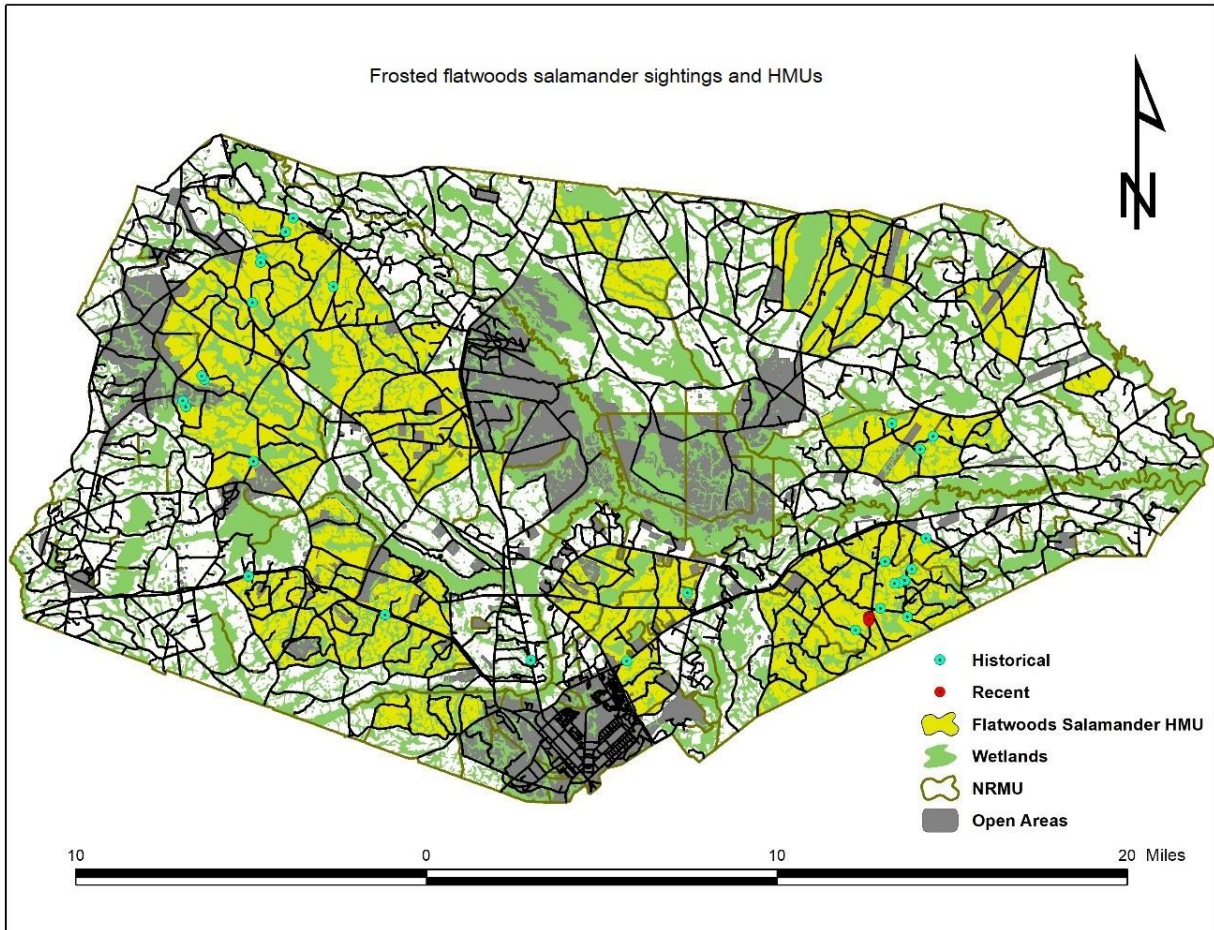 Frosted flatwoods salamander sightings and HMUs
N
Historical
Recent
Flatwoods Salamander HMU
Wetlands
NRMU
Open Areas
10 0 10 20 Miles